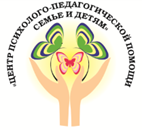 «ЦЕНТР ПСИХОЛОГО-ПЕДАГОГИЧЕСКОЙ ПОМОЩИ
СЕМЬЕ И ДЕТЯМ»